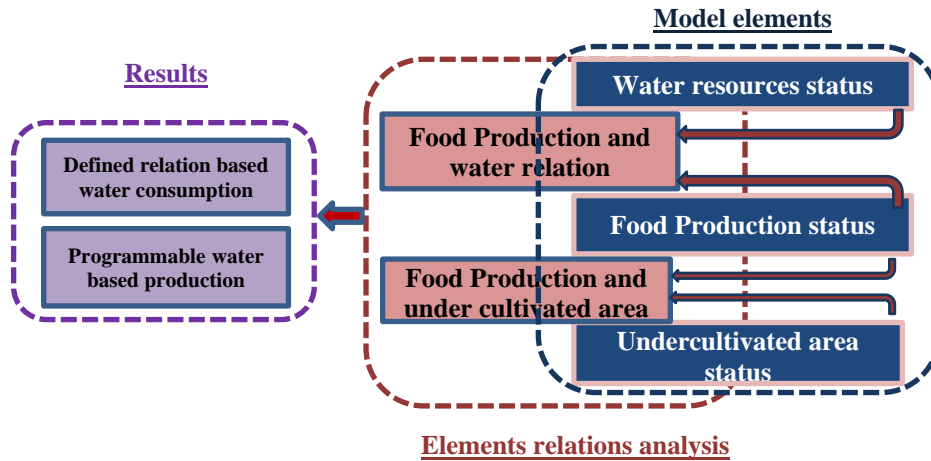 Model elements
Results
Water resources status
Food Production and
water relation
Defined relation based
water consumption
Food Production status
Programmable water
based production
Food Production and
under cultivated area
Undercultivated area
status
Elements relations analysis